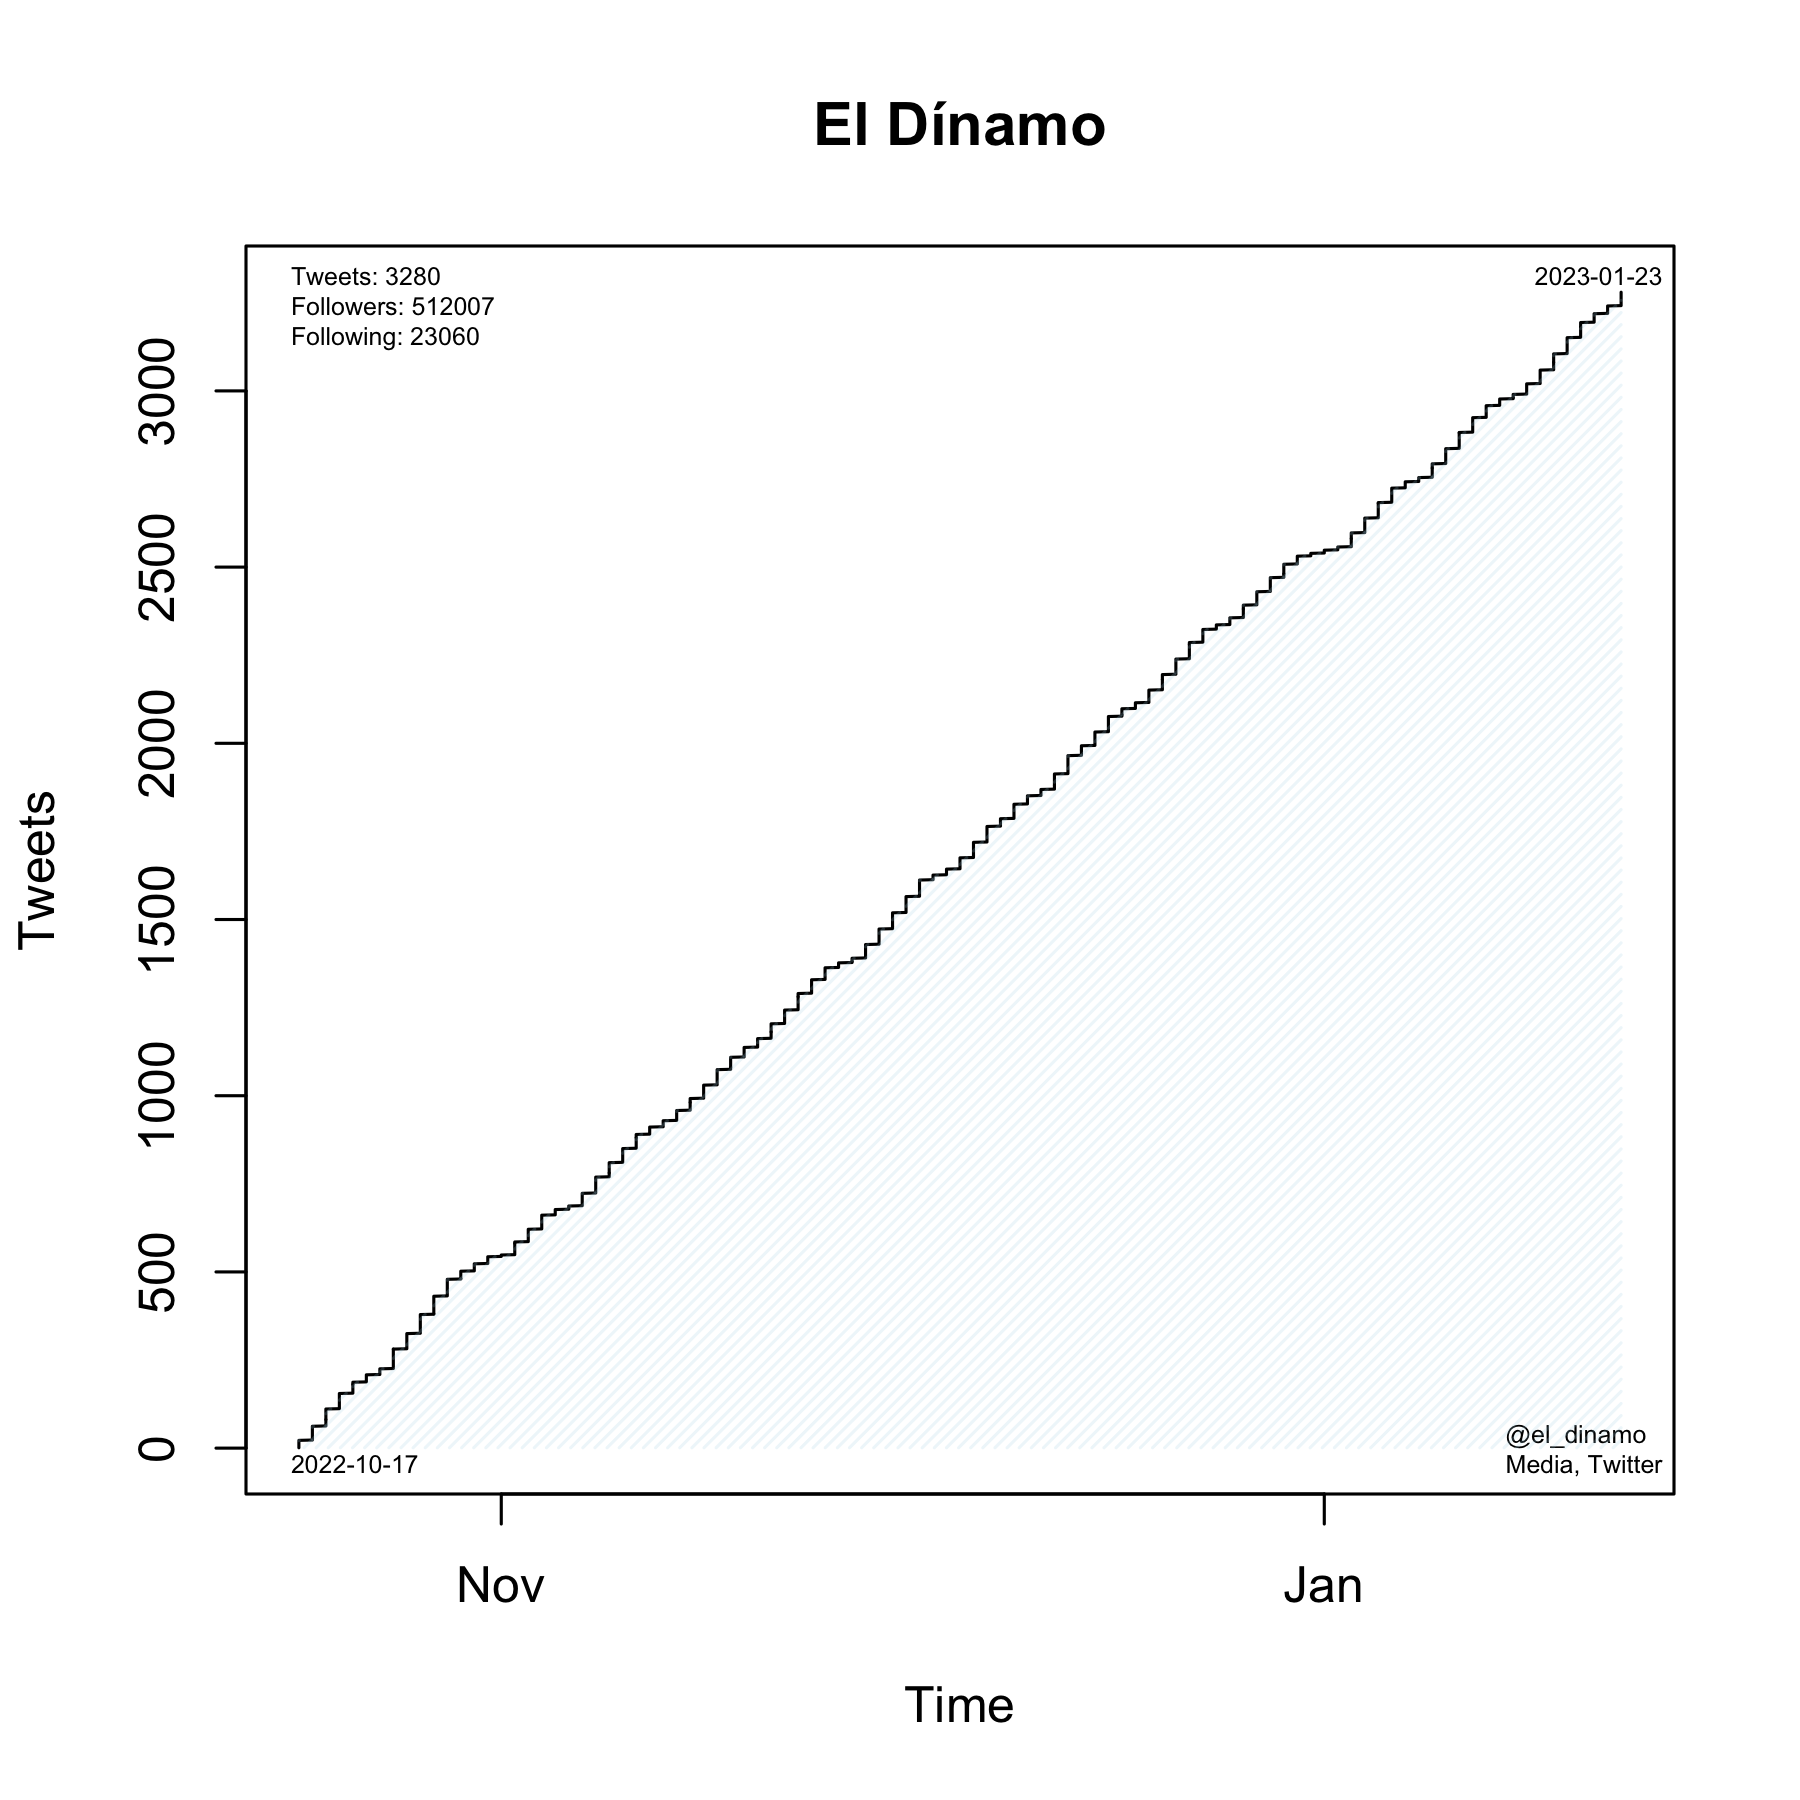 El Dínamo
Tweets: 3280
Followers: 512007
Following: 23060
2023-01-23
3000
2500
2000
1500
1000
500
0
Tweets
2022-10-17
@el_dinamo
Media, Twitter
Nov
Jan
Time